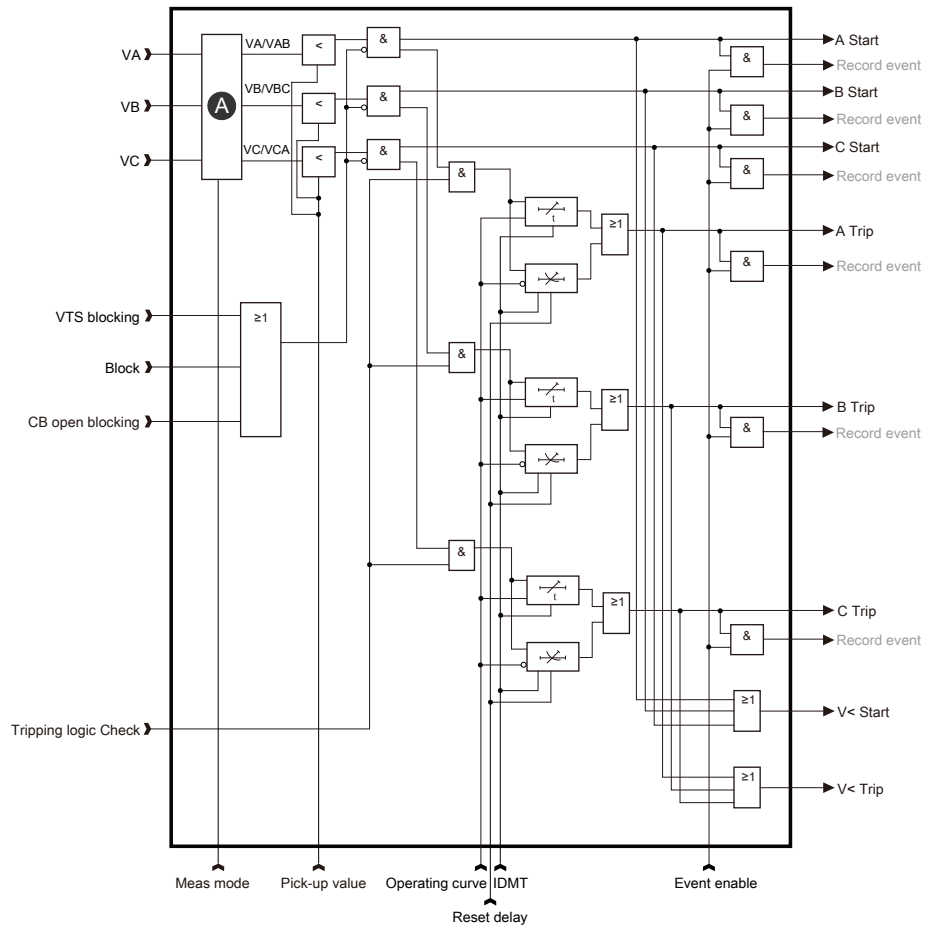 VA
VB
VC
A
VA/VAB
VB/VBC
VC/VCA
<
<
<
&
&
&
&
A Start
Record event
B Start
&
Record event
C Start
&
Record event
&
t
≥1
A Trip
&
Record event
VTS blocking
Block
CB open blocking
≥1
&
t
≥1
B Trip
&
Record event
&
t
≥1
C Trip
&
Record event
Tripping logic Check
≥1
V< Start
≥1
V< Trip
Meas mode
Pick-up value
Operating curve
IDMT
Reset delay
Event enable